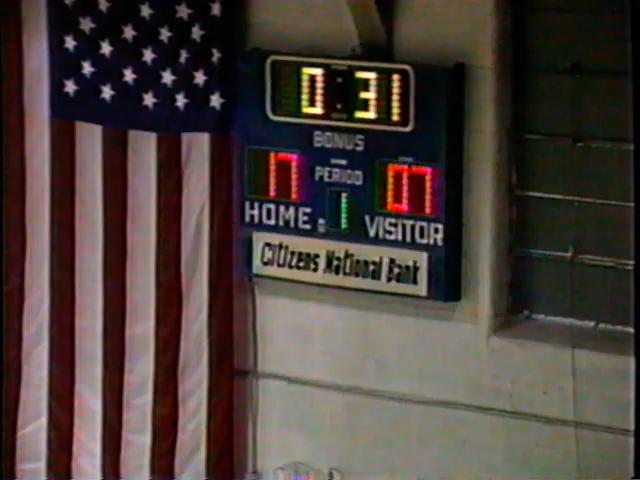 0:31
BONUS
PERIOD
17 1 07
HOME VISITOR
Citizens National Bank